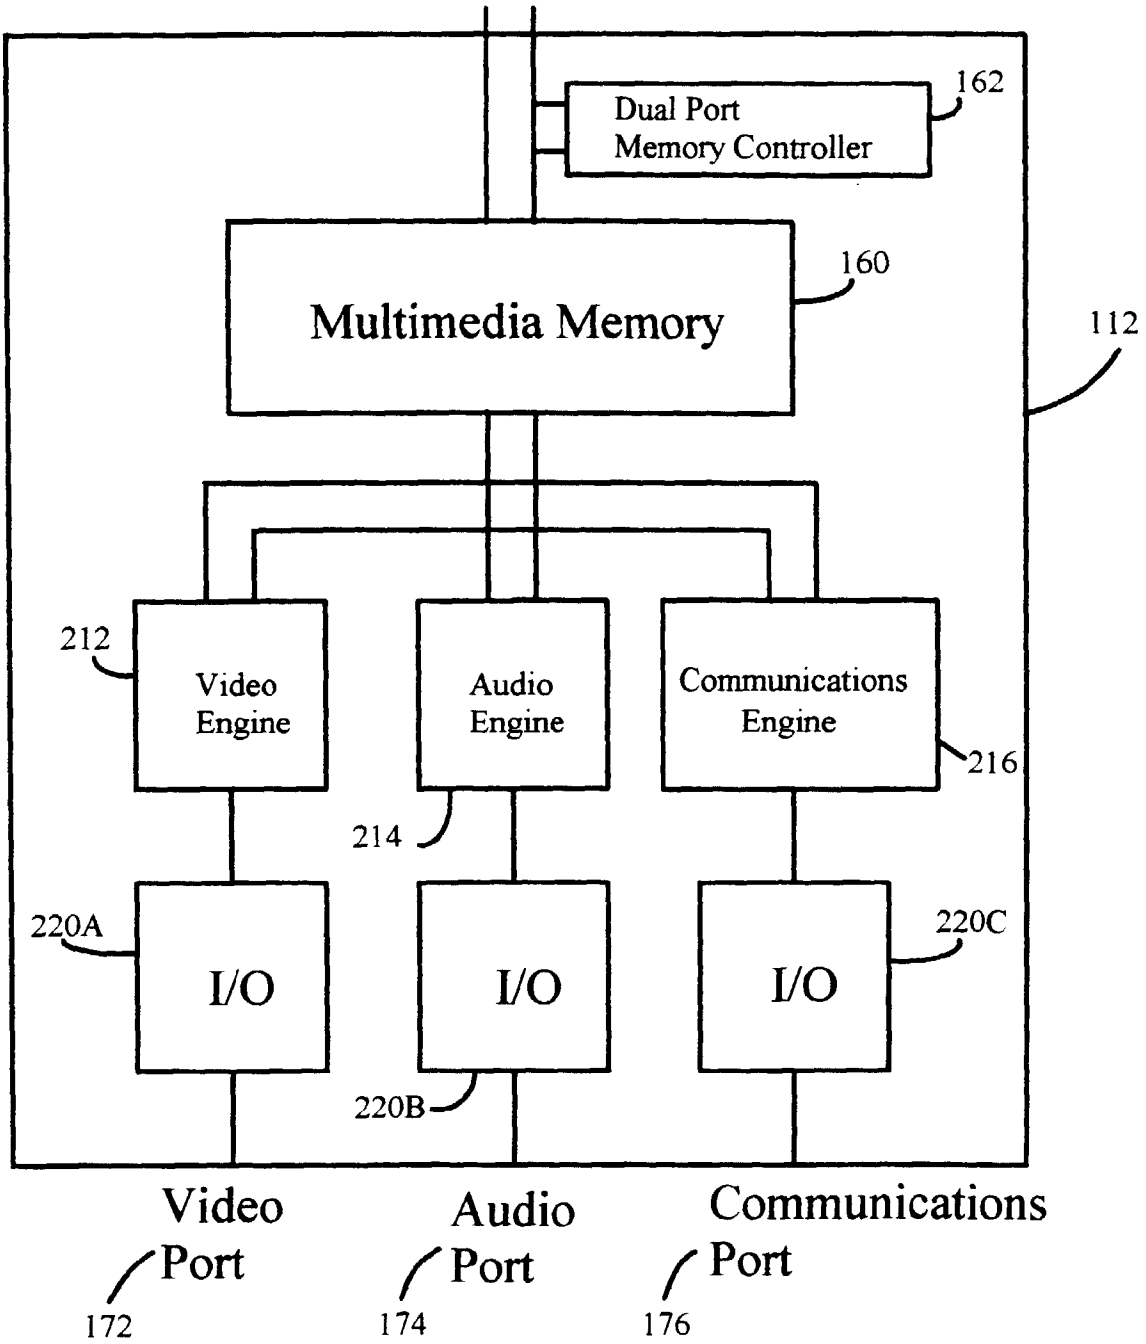 162
Dual Port
Memory Controller
160
Multimedia Memory
112
212
Video
Engine
Audio
Engine
Communications
Engine
216
214
220A
I/O
I/O
220C
I/O
220B
Video
Port
Audio
Port
Communications
Port
172
174
176